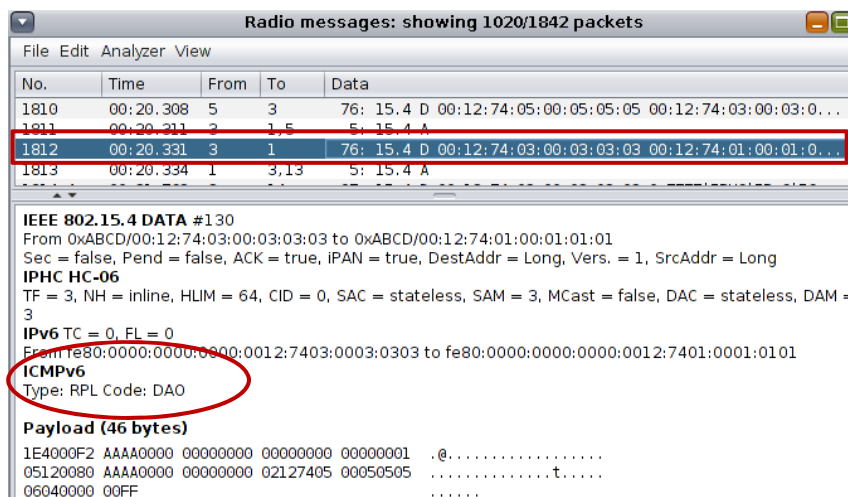 Radio messages: showing 1020/1842 packets
File Edit Analyzer View
No. Time From To Data
1810 00:20.308 5 3 76: 15.4 D 00:12:74:05:00:05:05:05 00:12:74:03:00:03:0...
1811 00:20.311 3 1,5 5: 15.4 A
1812 00:20.331 3 1 76: 15.4 D 00:12:74:03:00:03:03:03 00:12:74:01:00:01:0...
1813 00:20.334 1 3,13 5: 15.4 A
IEEE 802.15.4 DATA #130
From 0xABCD/00:12:74:03:00:03:03:03 to 0xABCD/00:12:74:01:00:01:01:01
Sec = false, Pend = false, ACK = true, iPAN = true, DestAddr = Long, Vers. = 1, SrcAddr = Long
IPHC HC-06
TF = 3, NH = inline, HLIM = 64, CID = 0, SAC = stateless, SAM = 3, MCast = false, DAC = stateless, DAM =
3
IPv6 TC = 0, FL = 0
From fe80:0000:0000:0000:0012:7403:0003:0303 to fe80:0000:0000:0000:0012:7401:0001:0101
ICMPv6
Type: RPL Code: DAO
Payload (46 bytes)
1E4000F2 AAAA0000 00000000 00000000 00000001 .@..................
05120080 AAAA0000 00000000 02127405 00050505 ..............t.....
06040000 00FF ......